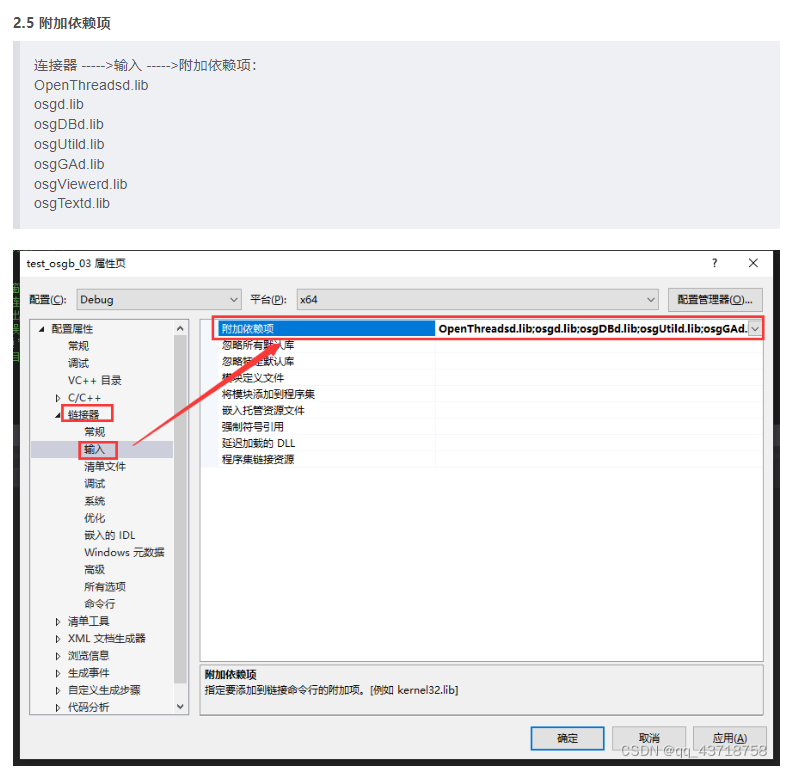 2.5 附加依赖项
连接器 ----->输入 ----->附加依赖项：
OpenThreadsd.lib
osgd.lib
osgDBd.lib
osgUtild.lib
osgGAd.lib
osgViewerd.lib
osgTextd.lib
test_osgb_03 属性页
? ×
配置(C): Debug 平台(P): x64 配置管理器(O)...
配置属性
常规
调试
VC++ 目录
C/C++
链接器
常规
输入
清单文件
调试
系统
优化
嵌入的 IDL
Windows 元数据
高级
所有选项
命令行
清单工具
XML 文档生成器
浏览信息
生成事件
自定义生成步骤
代码分析
附加依赖项 OpenThreadsd.lib;osgd.lib;osgDBd.lib;osgUtild.lib;osgGAd.
忽略所有默认库
忽略特定默认库
模块定义文件
将模块添加到程序集
嵌入托管资源文件
强制符号引用
延迟加载的 DLL
程序集链接资源
附加依赖项
指定要添加到链接命令行的附加项。[例如 kernel32.lib]
确定 取消 应用(A)
CSDN @qq_43718758